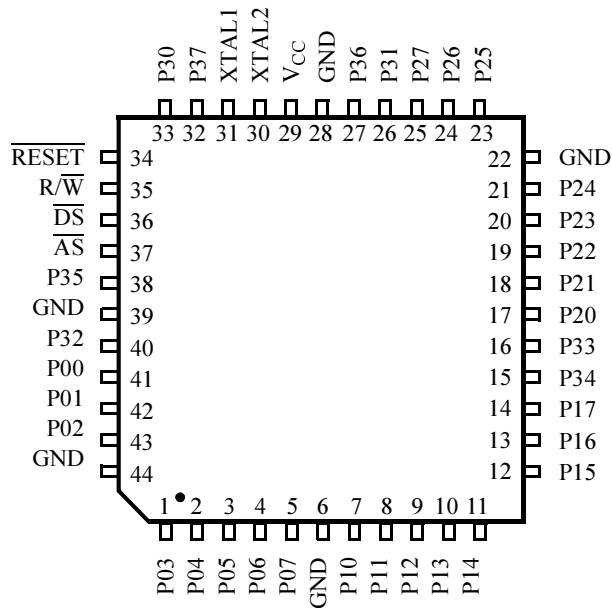 P30 P37 XTAL1 XTAL2 VCC GND P36 P31 P27 P26 P25
33 32 31 30 29 28 27 26 25 24 23
R̅E̅S̅E̅T̅ 34 22 GND
R/W̅ 35 21 P24
D̅S̅ 36 20 P23
A̅S̅ 37 19 P22
P35 38 18 P21
GND 39 17 P20
P32 40 16 P33
P00 41 15 P34
P01 42 14 P17
P02 43 13 P16
GND 44 12 P15
1 2 3 4 5 6 7 8 9 10 11
P03 P04 P05 P06 P07 GND P10 P11 P12 P13 P14